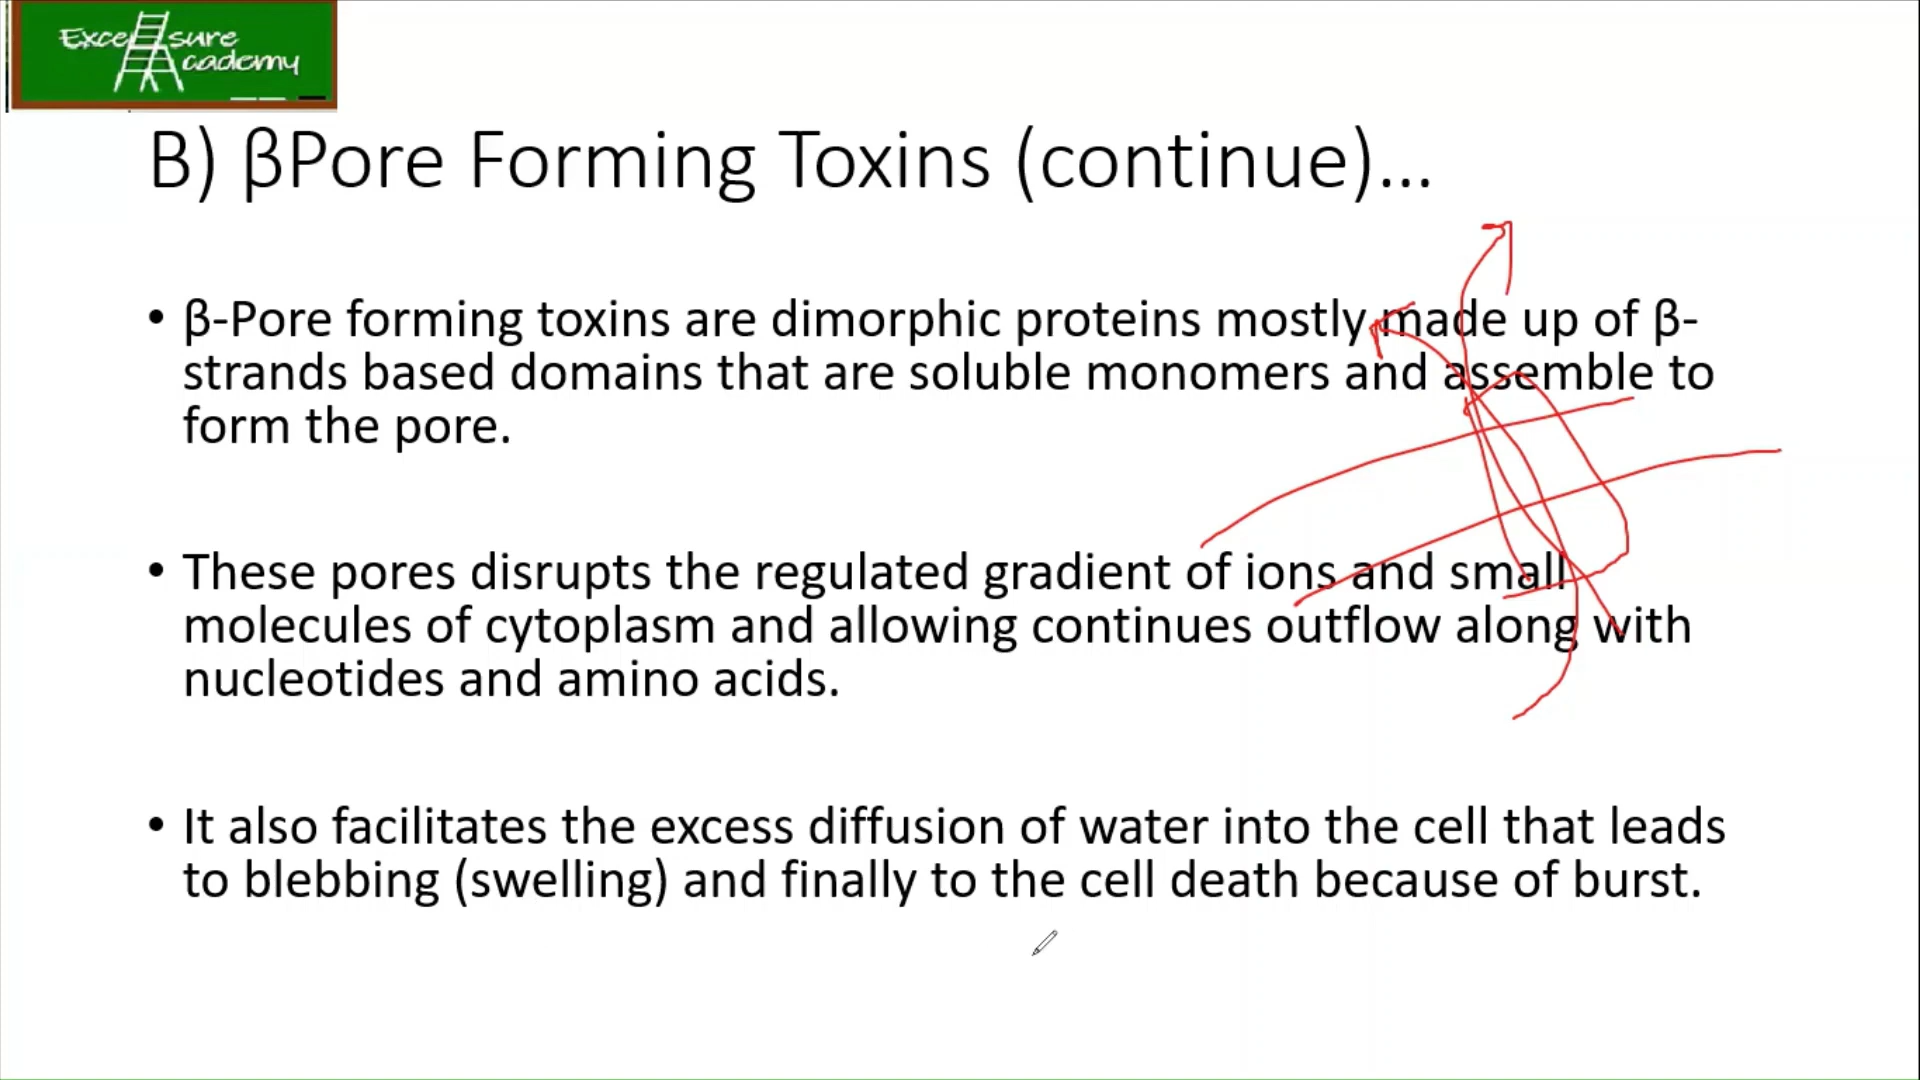 Excel sure
Academy
B) βPore Forming Toxins (continue)...
• β-Pore forming toxins are dimorphic proteins mostly made up of β-
strands based domains that are soluble monomers and assemble to
form the pore.
• These pores disrupts the regulated gradient of ions and small
molecules of cytoplasm and allowing continues outflow along with
nucleotides and amino acids.
• It also facilitates the excess diffusion of water into the cell that leads
to blebbing (swelling) and finally to the cell death because of burst.